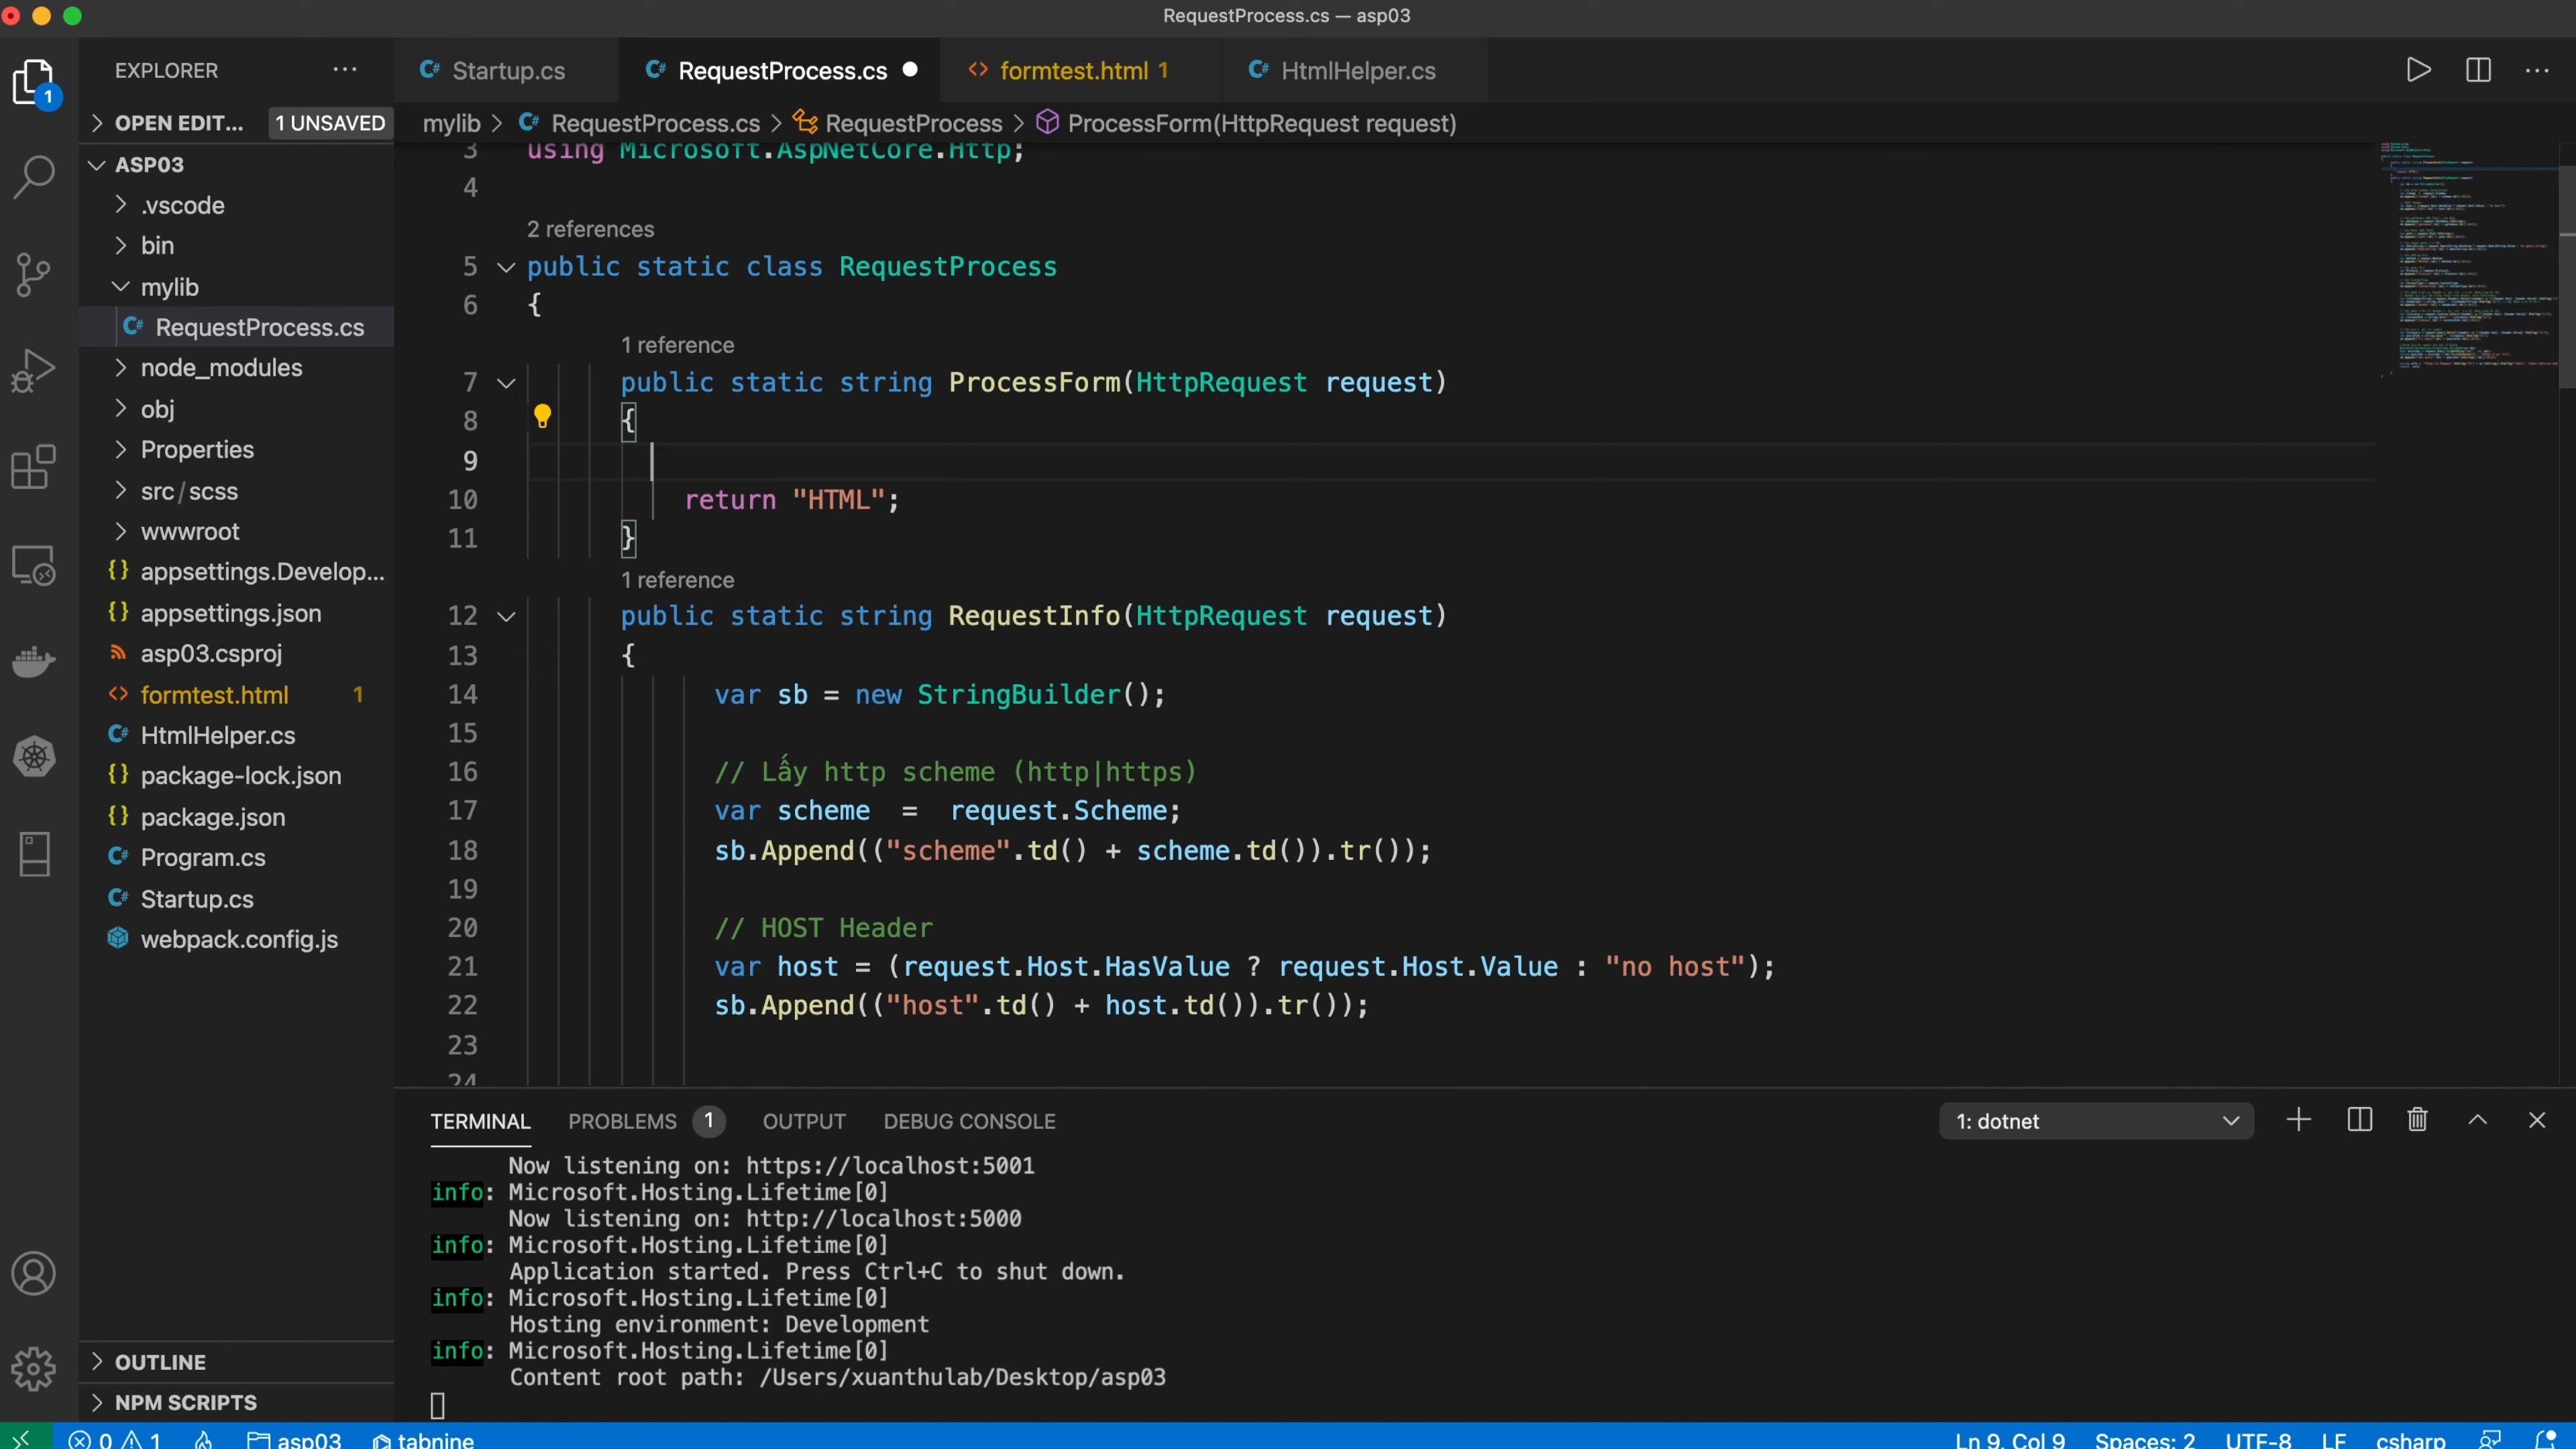 RequestProcess.cs — asp03
EXPLORER
Startup.cs
RequestProcess.cs
formtest.html 1
HtmlHelper.cs
1
OPEN EDIT... 1 UNSAVED
mylib > RequestProcess.cs > RequestProcess > ProcessForm(HttpRequest request)
ASP03
.vscode
bin
mylib
RequestProcess.cs
node_modules
obj
Properties
src/scss
wwwroot
appsettings.Develop...
appsettings.json
asp03.csproj
formtest.html 1
HtmlHelper.cs
package-lock.json
package.json
Program.cs
Startup.cs
webpack.config.js
OUTLINE
NPM SCRIPTS
3 using Microsoft.AspNetCore.Http;
4
2 references
5 public static class RequestProcess
6 {
1 reference
7 public static string ProcessForm(HttpRequest request)
8 {
9
10 return "HTML";
11 }
1 reference
12 public static string RequestInfo(HttpRequest request)
13 {
14 var sb = new StringBuilder();
15
16 // Lấy http scheme (http|https)
17 var scheme = request.Scheme;
18 sb.Append(("scheme".td() + scheme.td()).tr());
19
20 // HOST Header
21 var host = (request.Host.HasValue ? request.Host.Value : "no host");
22 sb.Append(("host".td() + host.td()).tr());
23
24
TERMINAL PROBLEMS 1 OUTPUT DEBUG CONSOLE
1: dotnet
Now listening on: https://localhost:5001
info: Microsoft.Hosting.Lifetime[0]
Now listening on: http://localhost:5000
info: Microsoft.Hosting.Lifetime[0]
Application started. Press Ctrl+C to shut down.
info: Microsoft.Hosting.Lifetime[0]
Hosting environment: Development
info: Microsoft.Hosting.Lifetime[0]
Content root path: /Users/xuanthulab/Desktop/asp03
0 1 asp03 tabnine
Ln 9, Col 9 Spaces: 2 UTF-8 LF csharp